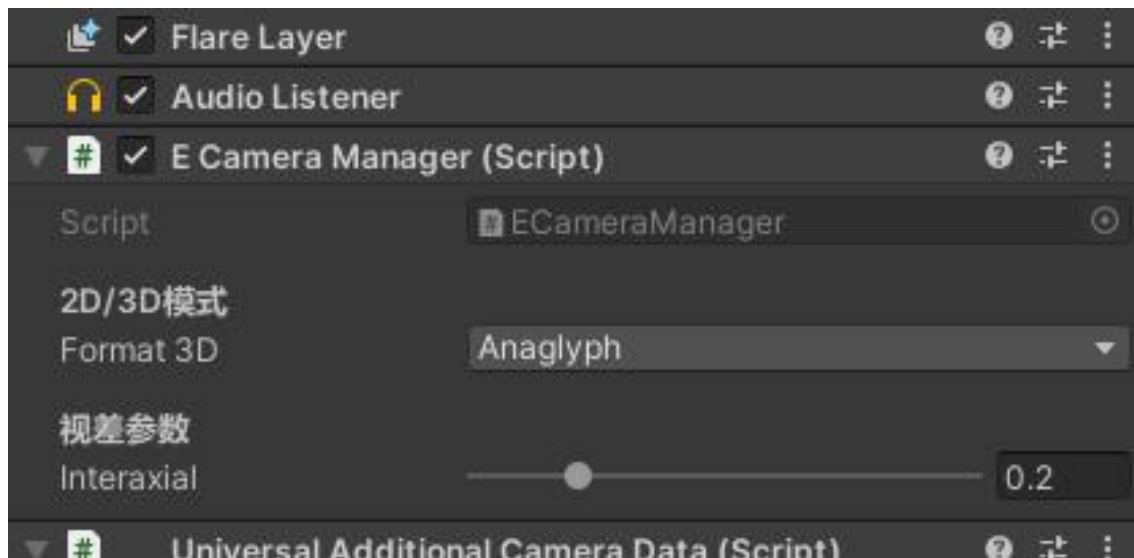 Flare Layer
Audio Listener
# E Camera Manager (Script)
Script # ECameraManager
2D/3D模式
Format 3D Anaglyph
视差参数
Interaxial 0.2
# Universal Additional Camera Data (Script)